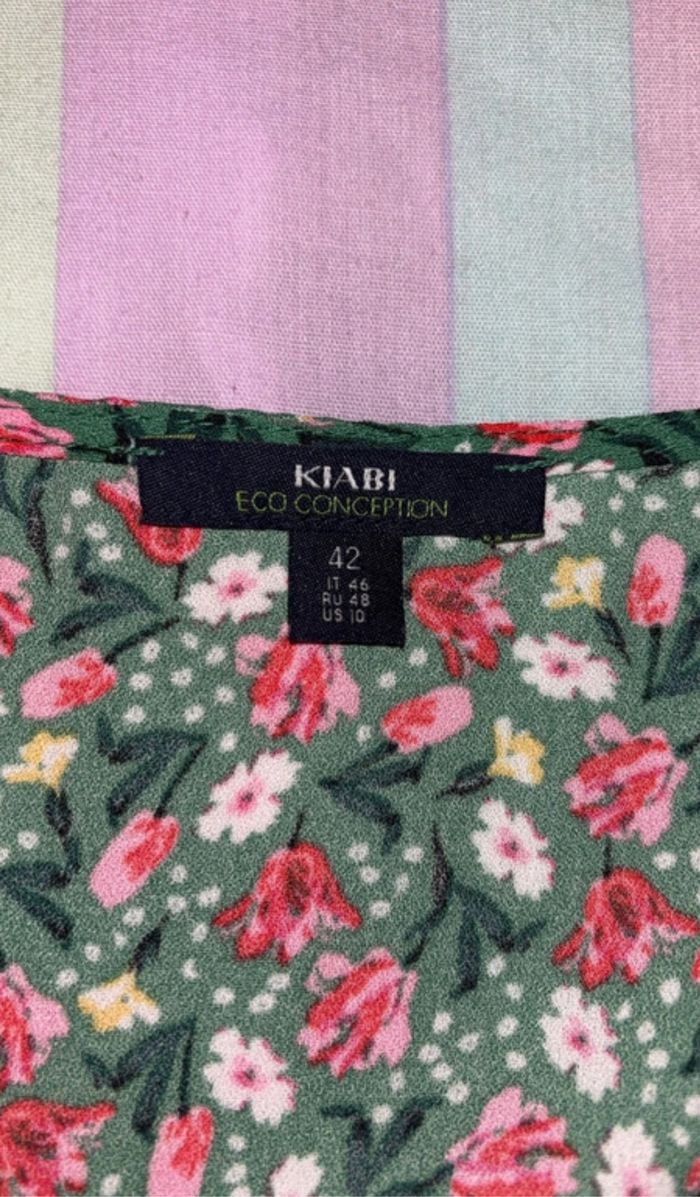 KIABI
ECO CONCEPTION
42
IT 46
RU 48
US 10